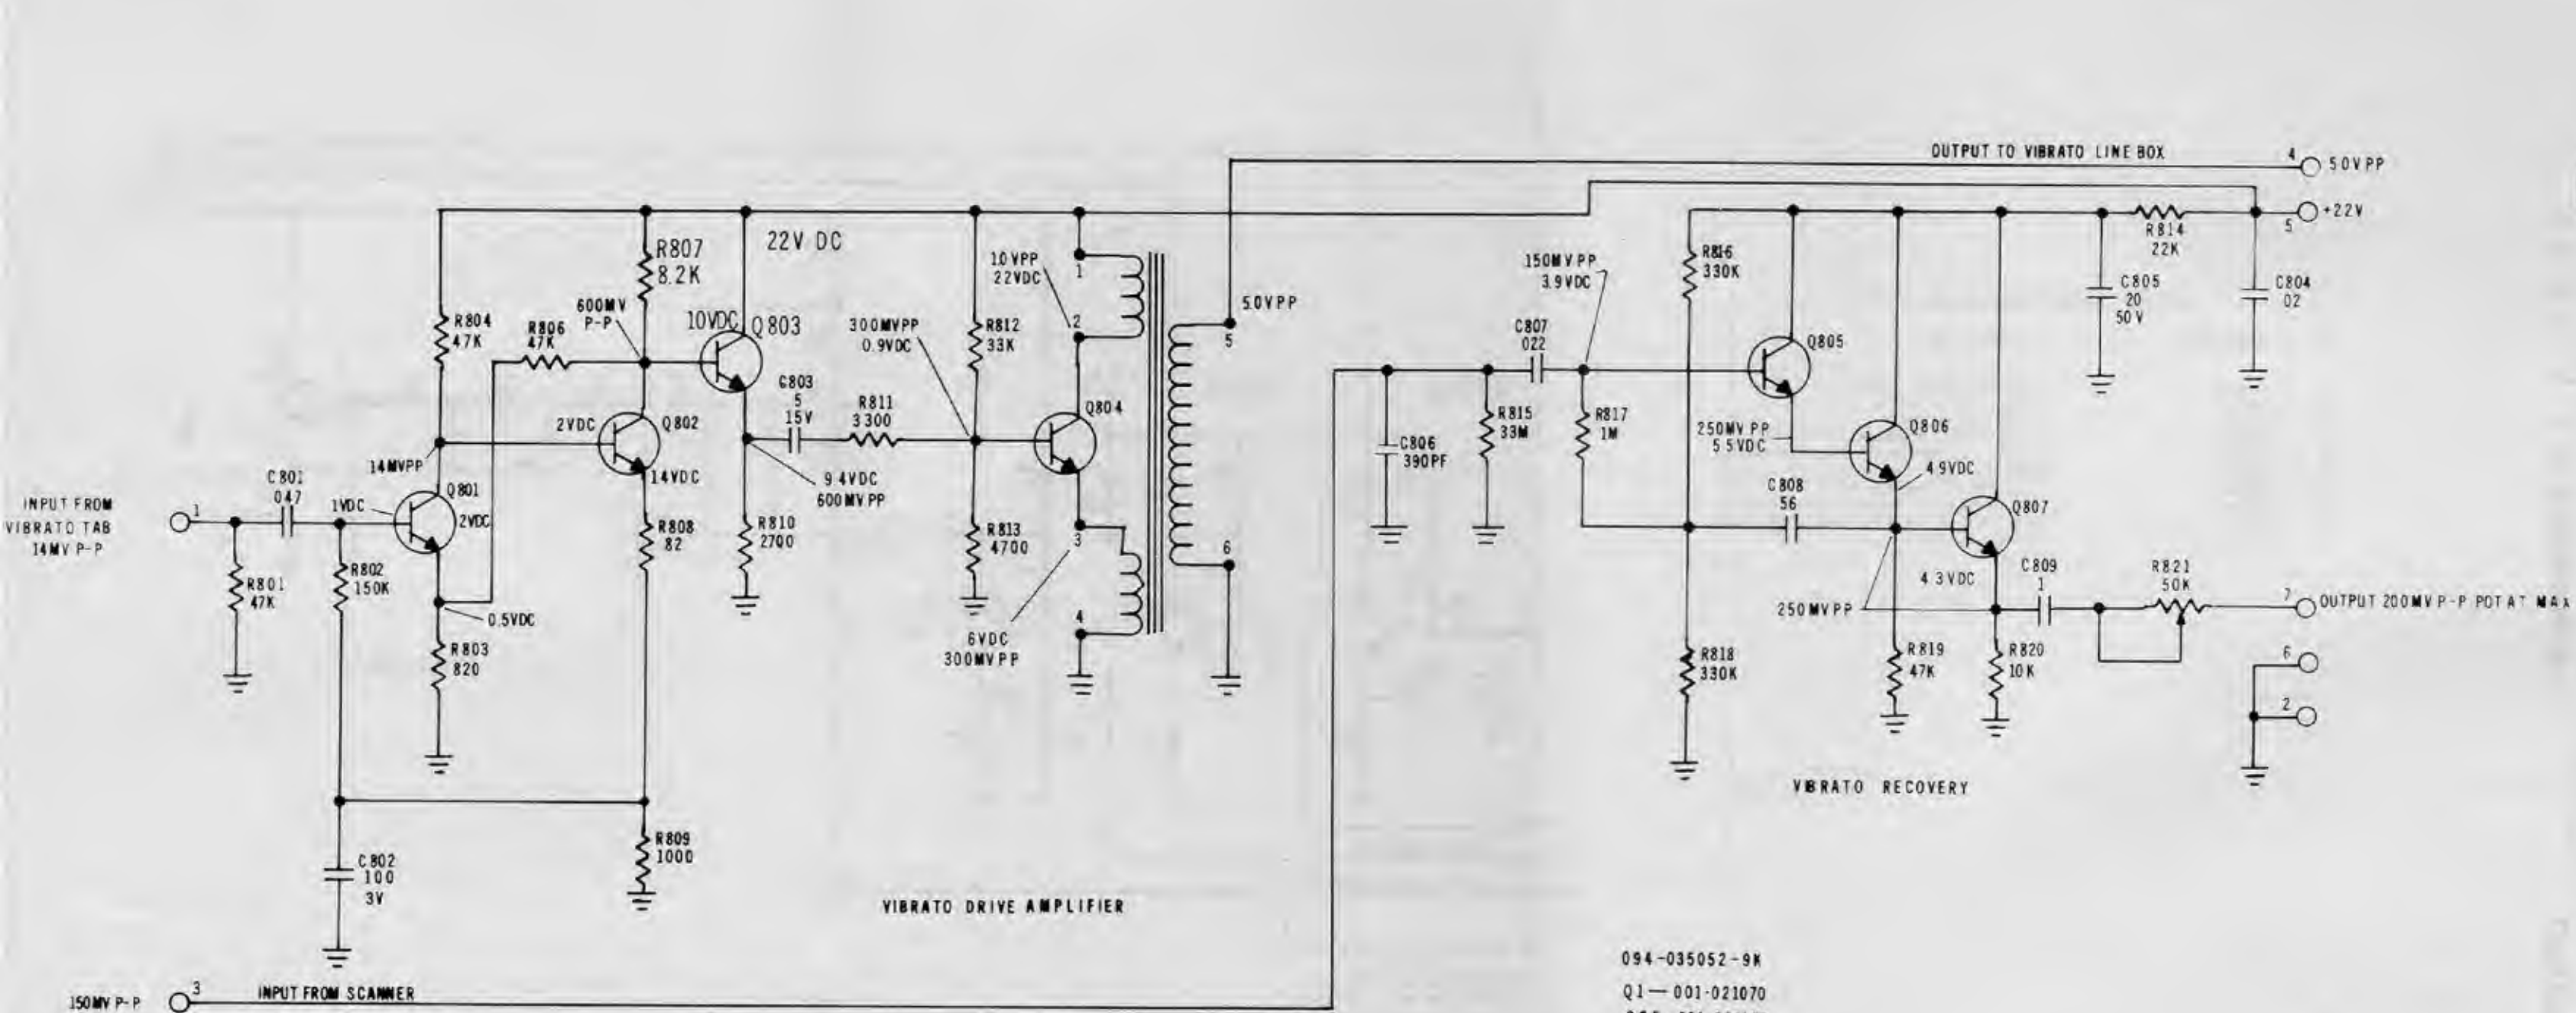 OUTPUT TO VIBRATO LINE BOX
4
5.0V PP
+22V
5
R814
22K
C805
20
50V
C804
02
R807
8.2K
22V DC
600MV
P-P
R804
47K
R806
47K
10VDC
Q803
300MVPP
0.9VDC
R812
33K
1.0VPP
22VDC
1
2
5.0VPP
5
150MV PP
3.9VDC
R816
330K
C807
022
Q805
C803
5
15V
R811
3300
2VDC
Q802
14VDC
Q804
14MVPP
9.4VDC
600MVPP
C806
390PF
R815
33M
R817
1M
250MV PP
5.5VDC
Q806
4.9VDC
INPUT FROM
VIBRATO TAB
14MV P-P
1
C801
047
1VDC
Q801
2VDC
R808
82
R810
2700
R813
4700
3
6
C808
56
Q807
R801
47K
R802
150K
0.5VDC
R803
820
6VDC
300MVPP
4
4.3VDC
250MVPP
C809
1
R821
50K
7
OUTPUT 200MV P-P POT AT MAX
R818
330K
R819
47K
R820
10K
6
2
VIBRATO RECOVERY
C802
100
3V
R809
1000
VIBRATO DRIVE AMPLIFIER
150MV P-P
3
INPUT FROM SCANNER
094-035052-9K
Q1—001-021070